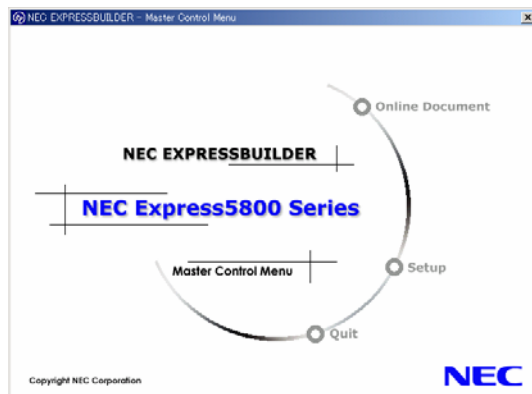 NEC EXPRESSBUILDER - Master Control Menu
Online Document
NEC EXPRESSBUILDER
NEC Express5800 Series
Master Control Menu
Setup
Quit
Copyright NEC Corporation
NEC